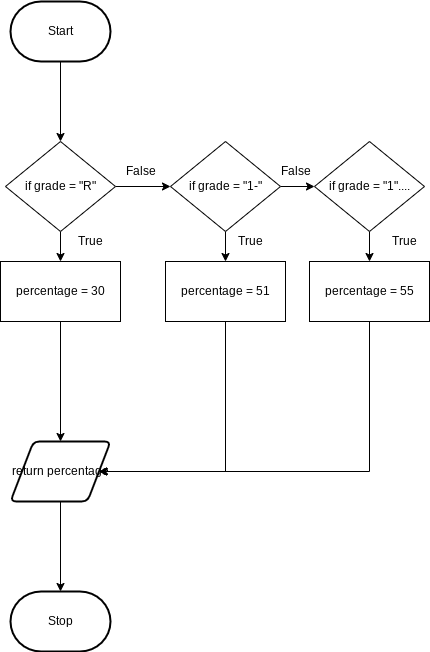 Start
if grade = "R"
False
if grade = "1-"
False
if grade = "1"....
True
True
True
percentage = 30
percentage = 51
percentage = 55
return percentage
Stop